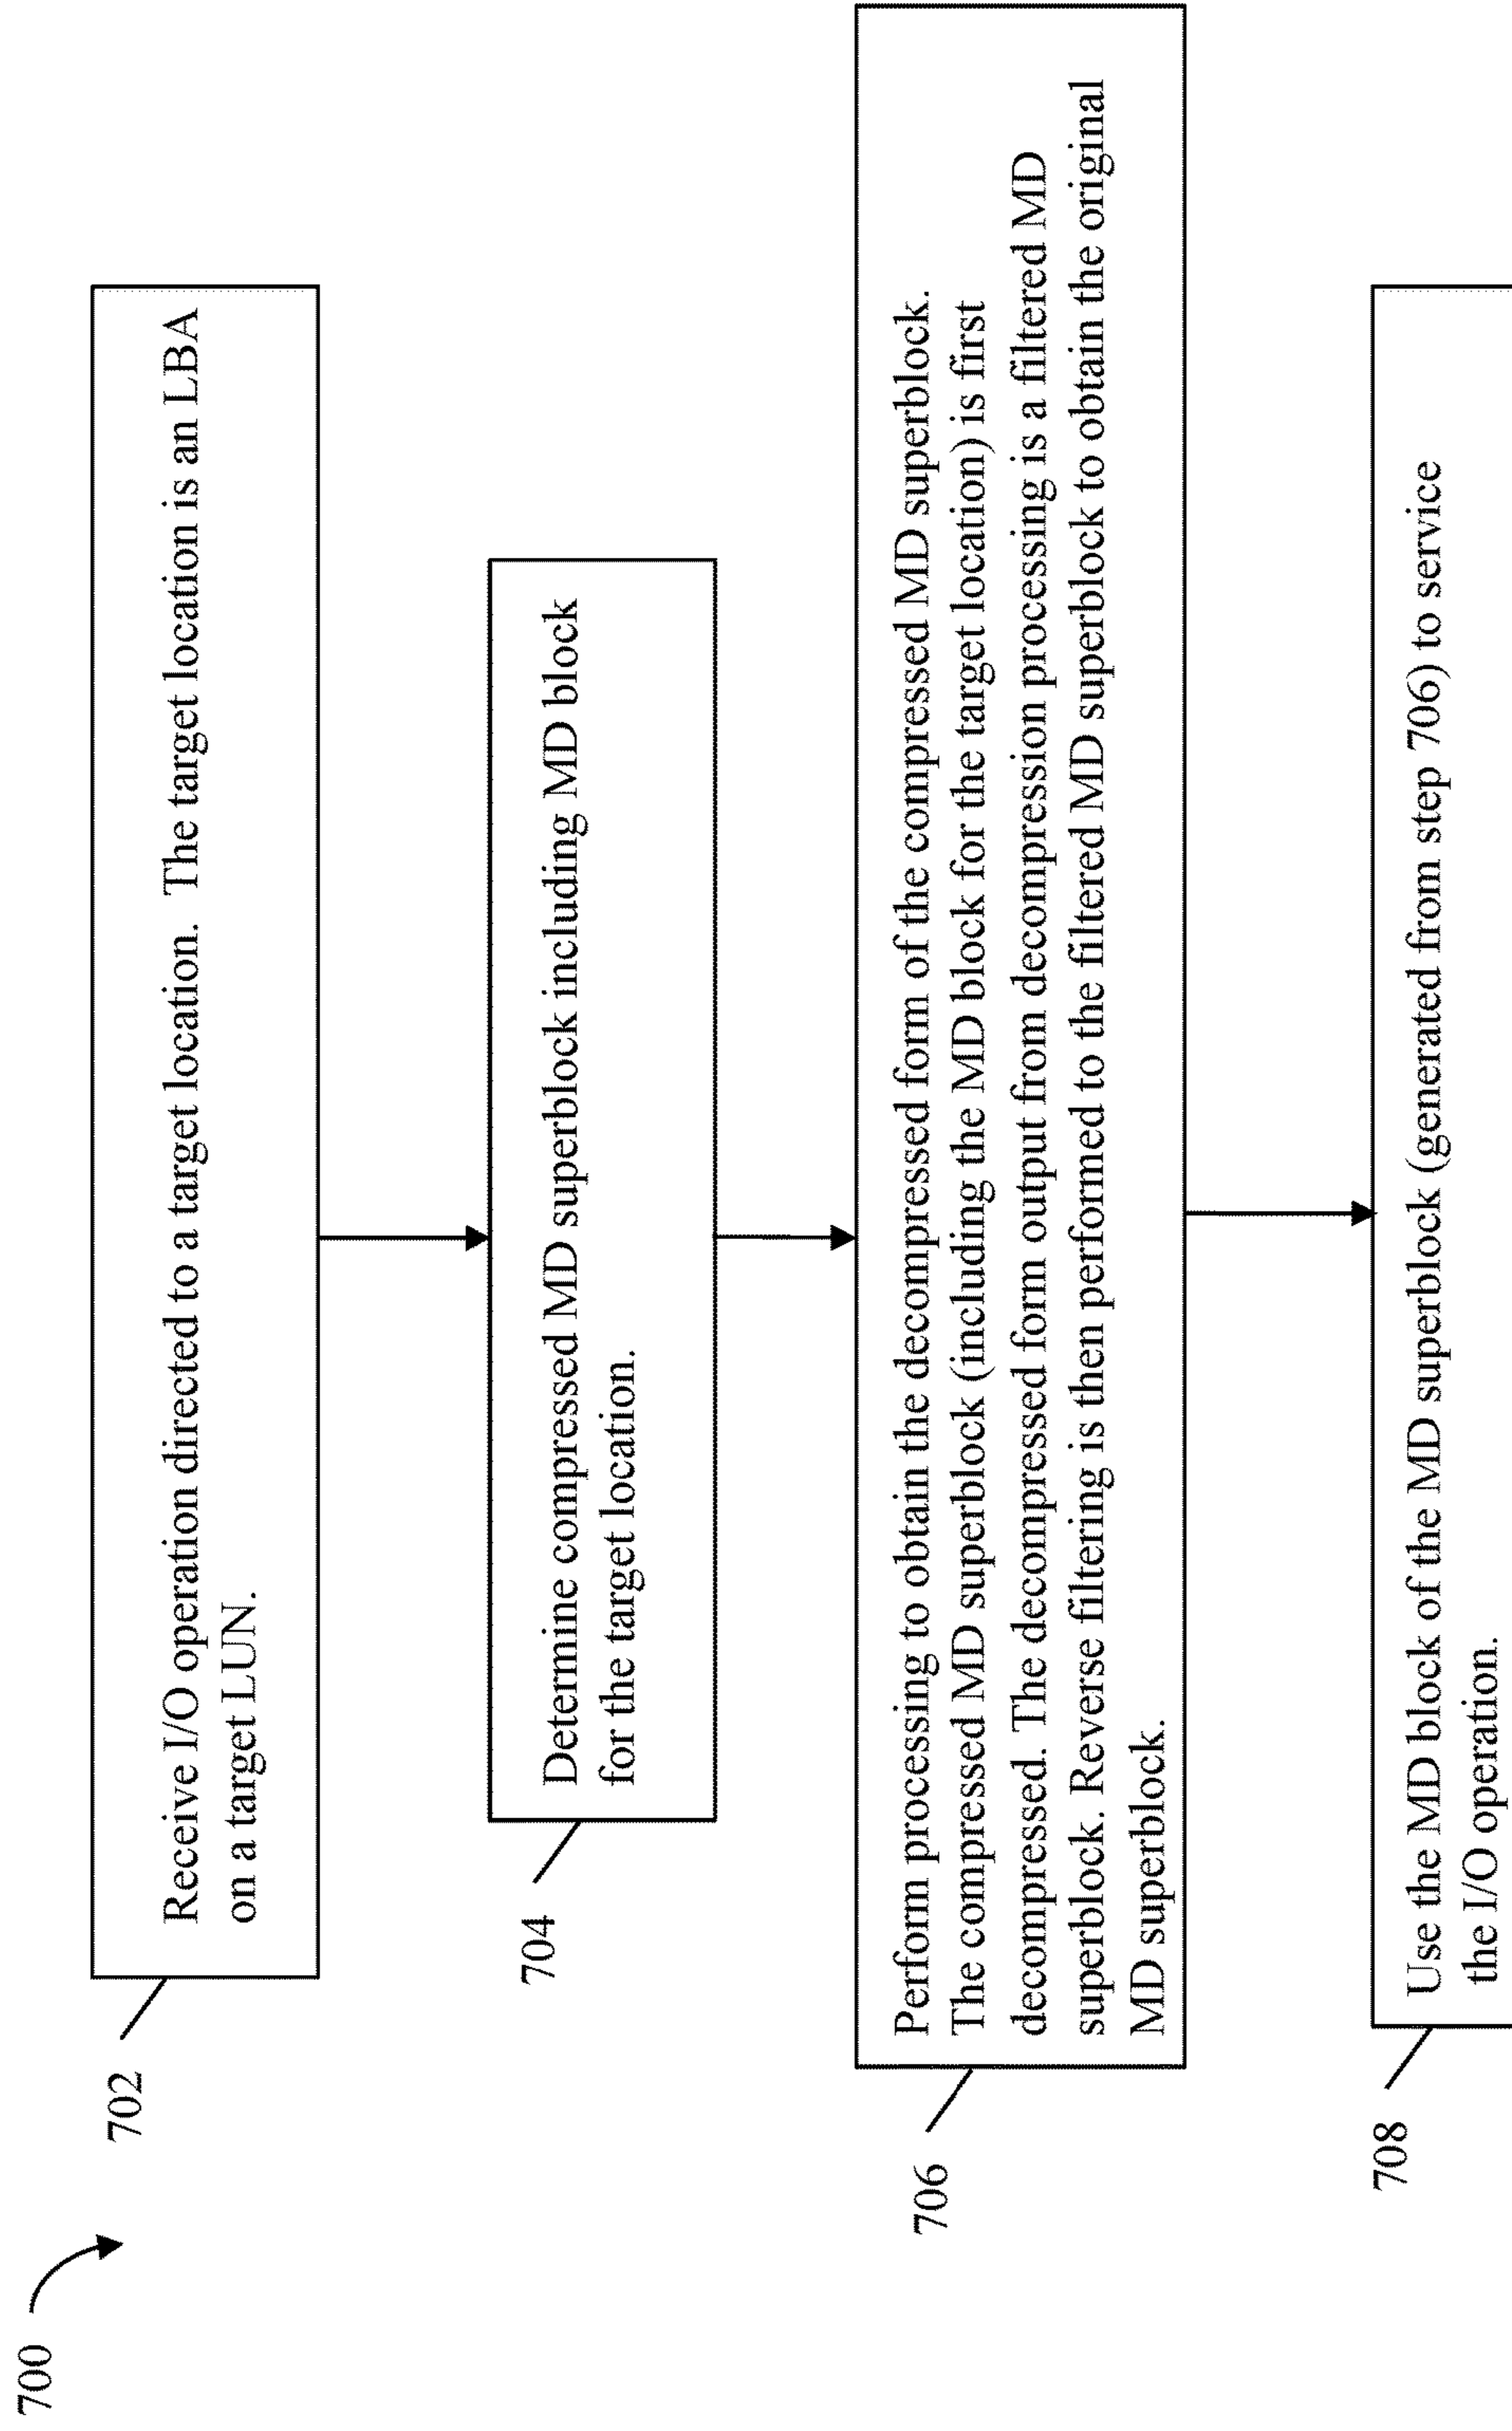 700
702
Receive I/O operation directed to a target location.  The target location is an LBA
on a target LUN.
704
Determine compressed MD superblock including MD block
for the target location.
706
Perform processing to obtain the decompressed form of the compressed MD superblock.
The compressed MD superblock (including the MD block for the target location) is first
decompressed. The decompressed form output from decompression processing is a filtered MD
superblock. Reverse filtering is then performed to the filtered MD superblock to obtain the original
MD superblock.
708
Use the MD block of the MD superblock (generated from step 706) to service
the I/O operation.